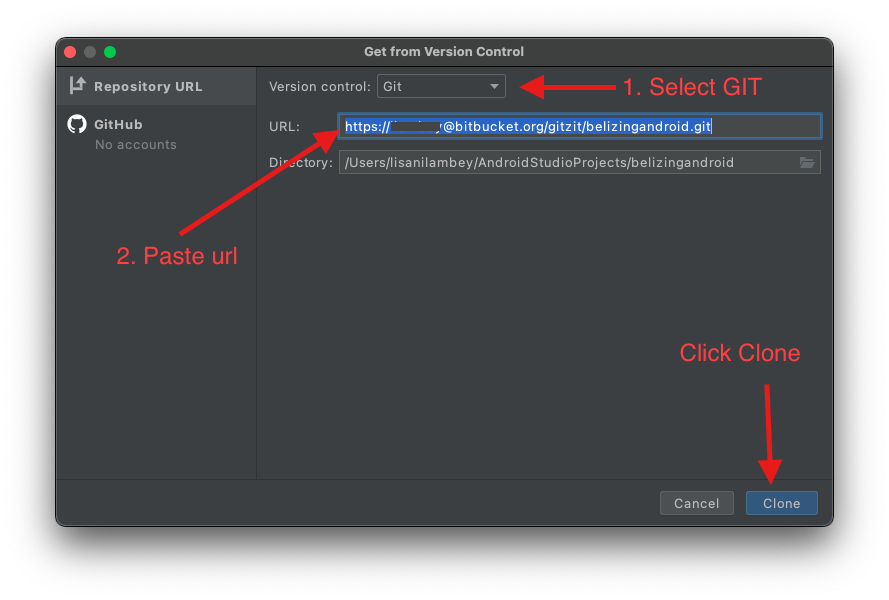 Get from Version Control
Repository URL
GitHub
No accounts
Version control: Git
1. Select GIT
URL: https://@bitbucket.org/gitzit/belizingandroid.git
Directory: /Users/lisanilambey/AndroidStudioProjects/belizingandroid
2. Paste url
Click Clone
Cancel Clone